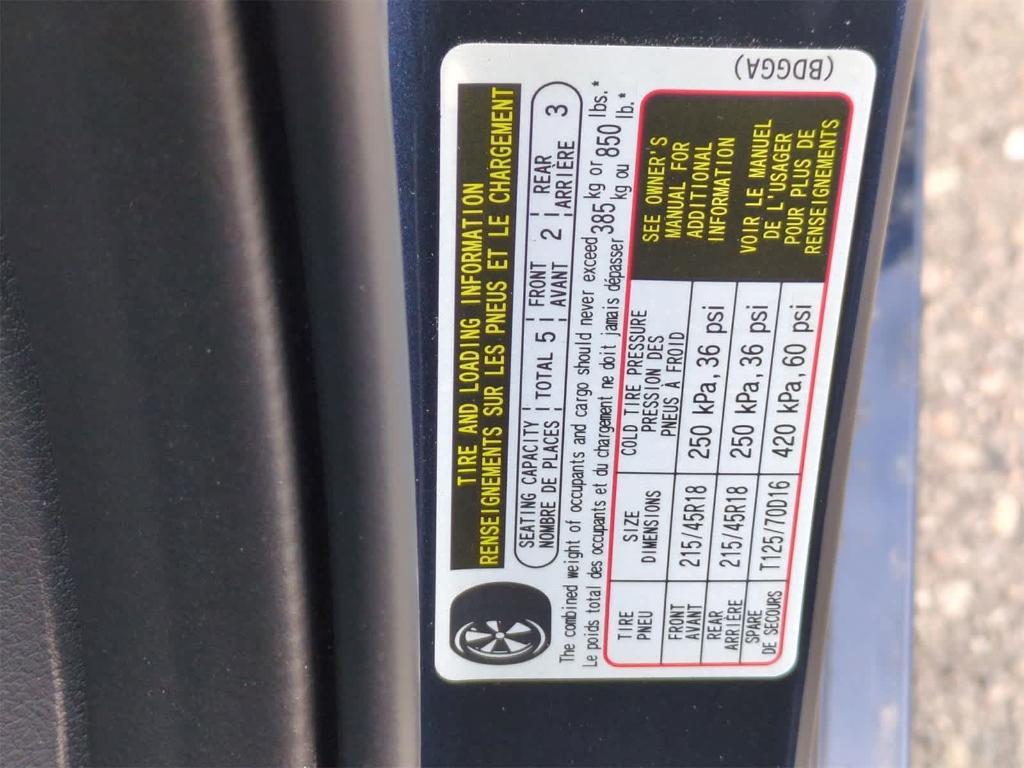 TIRE AND LOADING INFORMATION
RENSEIGNEMENTS SUR LES PNEUS ET LE CHARGEMENT
SEATING CAPACITY TOTAL 5 FRONT 2 REAR 3
NOMBRE DE PLACES AVANT ARRIÈRE
The combined weight of occupants and cargo should never exceed 385 kg or 850 lbs.*
Le poids total des occupants et du chargement ne doit jamais dépasser kg ou lb.*
TIRE SIZE COLD TIRE PRESSURE
PNEU DIMENSIONS PRESSION DES
PNEUS À FROID
FRONT 215/45R18 250 kPa, 36 psi
AVANT
REAR 215/45R18 250 kPa, 36 psi
ARRIÈRE
SPARE T125/70D16 420 kPa, 60 psi
DE SECOURS
SEE OWNER'S
MANUAL FOR
ADDITIONAL
INFORMATION
VOIR LE MANUEL
DE L'USAGER
POUR PLUS DE
RENSEIGNEMENTS
(BDGGA)